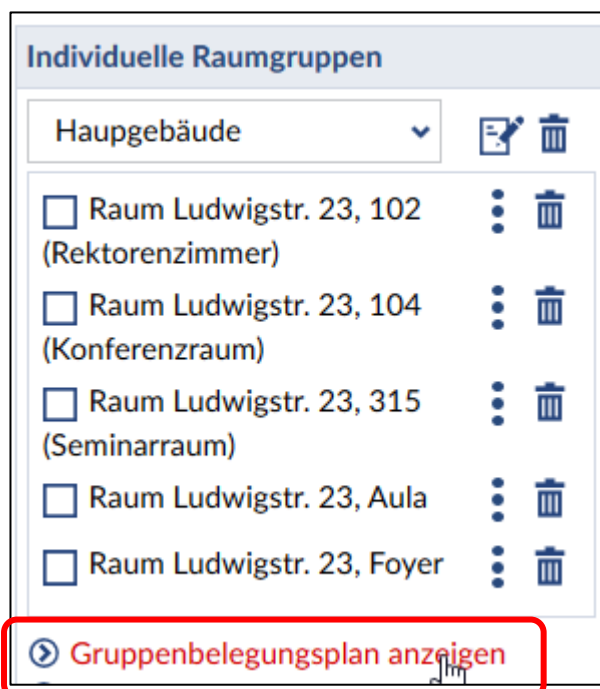 Individuelle Raumgruppen
Haupgebäude
Raum Ludwigstr. 23, 102
(Rektorenzimmer)
Raum Ludwigstr. 23, 104
(Konferenzraum)
Raum Ludwigstr. 23, 315
(Seminarraum)
Raum Ludwigstr. 23, Aula
Raum Ludwigstr. 23, Foyer
Gruppenbelegungsplan anzeigen